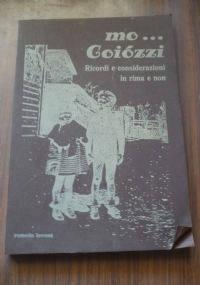 mo...
Coiózzi
Ricordi e considerazioni
in rima e non